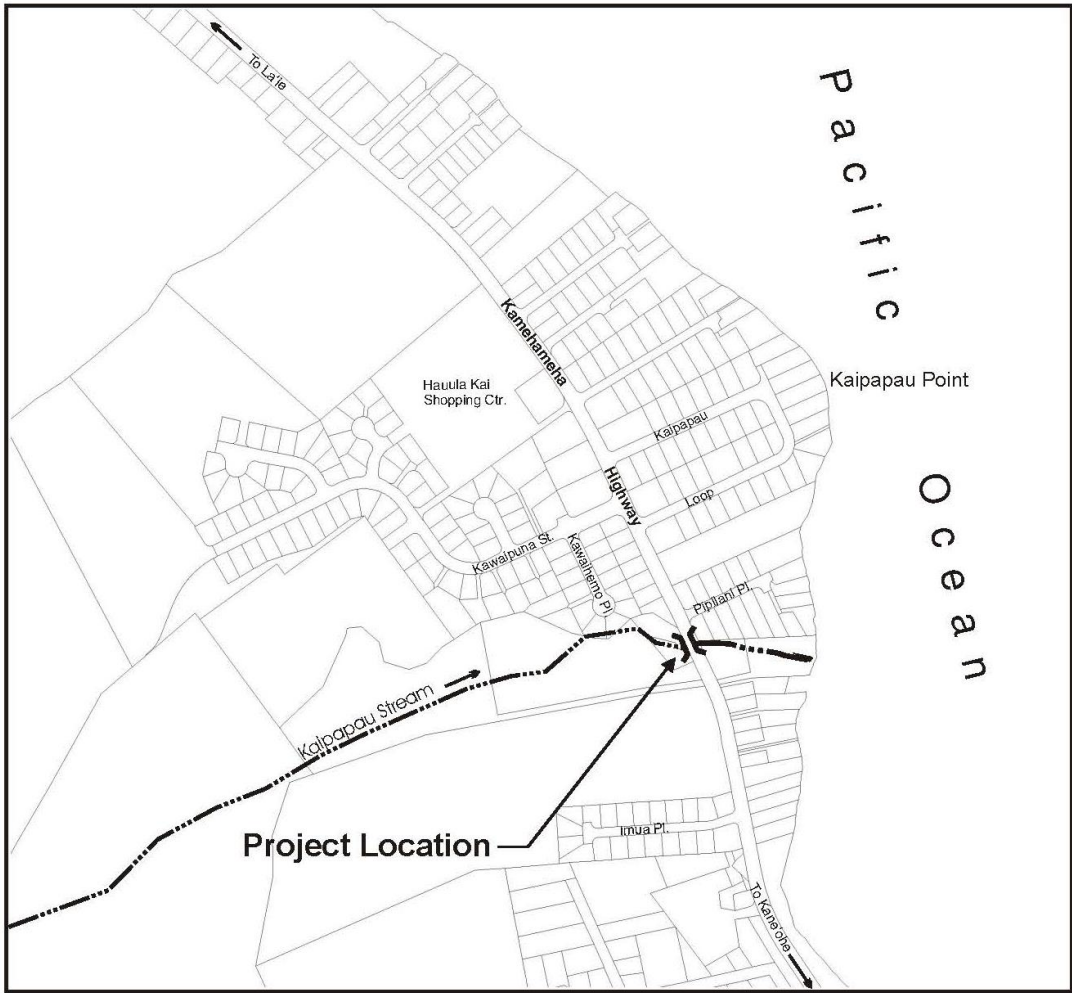 To La'ie
Pacific
Ocean
Kamehameha
Highway
Hauula Kai
Shopping Ctr.
Kaipapau Point
Kaipapau
Loop
Kawaipuna St.
Kawaihemo Pl
Pipilani Pl.
Kaipapau Stream
Project Location
Imua Pl.
To Kane'ohe